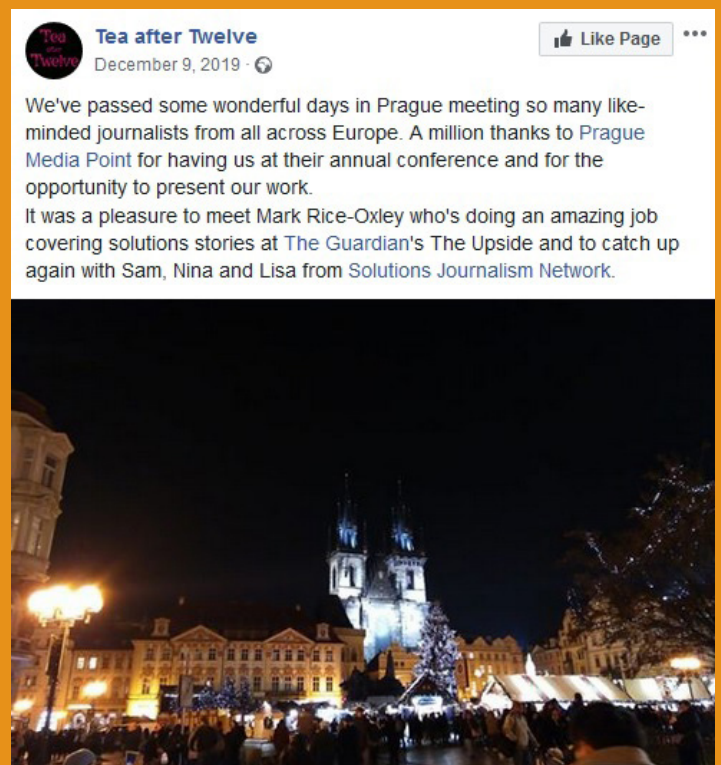 Tea
after
Twelve
Tea after Twelve
Like Page
December 9, 2019 ·
We've passed some wonderful days in Prague meeting so many like-
minded journalists from all across Europe. A million thanks to Prague
Media Point for having us at their annual conference and for the
opportunity to present our work.
It was a pleasure to meet Mark Rice-Oxley who's doing an amazing job
covering solutions stories at The Guardian's The Upside and to catch up
again with Sam, Nina and Lisa from Solutions Journalism Network.